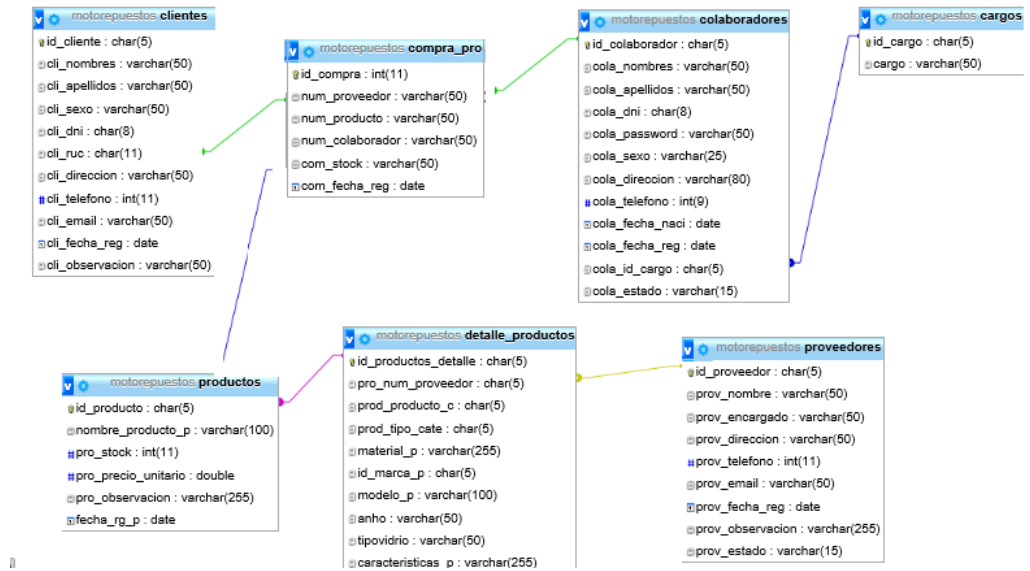 motorepuestos clientes
id_cliente : char(5)
cli_nombres : varchar(50)
cli_apellidos : varchar(50)
cli_sexo : varchar(50)
cli_dni : char(8)
cli_ruc : char(11)
cli_direccion : varchar(50)
cli_telefono : int(11)
cli_email : varchar(50)
cli_fecha_reg : date
cli_observacion : varchar(50)
motorepuestos compra_pro
id_compra : int(11)
num_proveedor : varchar(50)
num_producto : varchar(50)
num_colaborador : varchar(50)
com_stock : varchar(50)
com_fecha_reg : date
motorepuestos colaboradores
id_colaborador : char(5)
cola_nombres : varchar(50)
cola_apellidos : varchar(50)
cola_dni : char(8)
cola_password : varchar(50)
cola_sexo : varchar(25)
cola_direccion : varchar(80)
cola_telefono : int(9)
cola_fecha_naci : date
cola_fecha_reg : date
cola_id_cargo : char(5)
cola_estado : varchar(15)
motorepuestos cargos
id_cargo : char(5)
cargo : varchar(50)
motorepuestos productos
id_producto : char(5)
nombre_producto_p : varchar(100)
pro_stock : int(11)
pro_precio_unitario : double
pro_observacion : varchar(255)
fecha_rg_p : date
motorepuestos detalle_productos
id_productos_detalle : char(5)
pro_num_proveedor : char(5)
prod_producto_c : char(5)
prod_tipo_cate : char(5)
material_p : varchar(255)
id_marca_p : char(5)
modelo_p : varchar(100)
anho : varchar(50)
tipovidrio : varchar(50)
caracteristicas_p : varchar(255)
motorepuestos proveedores
id_proveedor : char(5)
prov_nombre : varchar(50)
prov_encargado : varchar(50)
prov_direccion : varchar(50)
prov_telefono : int(11)
prov_email : varchar(50)
prov_fecha_reg : date
prov_observacion : varchar(255)
prov_estado : varchar(15)